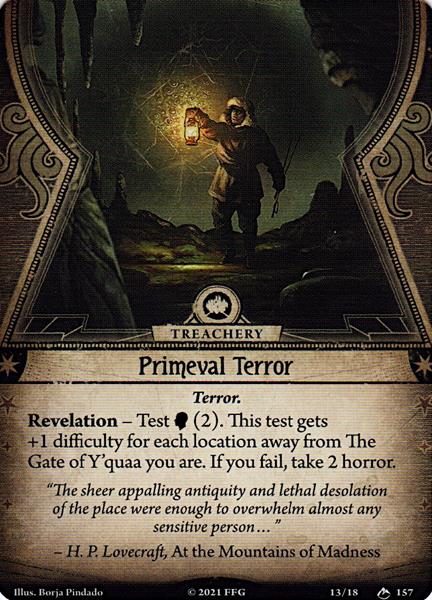 TREACHERY
Primeval Terror
Terror.
Revelation – Test (2). This test gets
+1 difficulty for each location away from The
Gate of Y'quaa you are. If you fail, take 2 horror.
“The sheer appalling antiquity and lethal desolation
of the place were enough to overwhelm almost any
sensitive person…”
– H. P. Lovecraft, At the Mountains of Madness
Illus. Borja Pindado © 2021 FFG 13/18 157